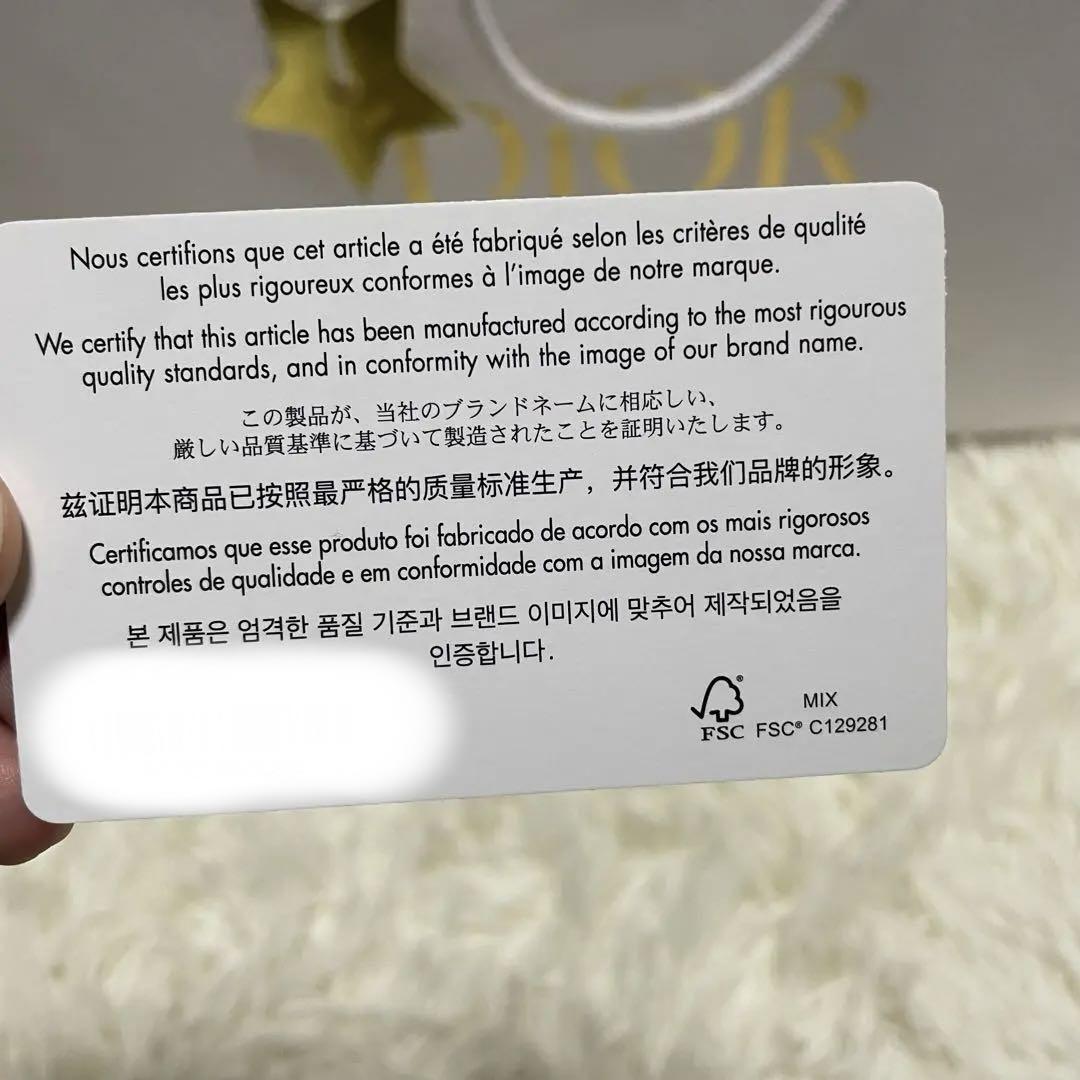 DIOR
Nous certifions que cet article a été fabriqué selon les critères de qualité
les plus rigoureux conformes à l'image de notre marque.
We certify that this article has been manufactured according to the most rigourous
quality standards, and in conformity with the image of our brand name.
この製品が、当社のブランドネームに相応しい、
厳しい品質基準に基づいて製造されたことを証明いたします。
兹证明本商品已按照最严格的质量标准生产，并符合我们品牌的形象。
Certificamos que esse produto foi fabricado de acordo com os mais rigorosos
controles de qualidade e em conformidade com a imagem da nossa marca.
본 제품은 엄격한 품질 기준과 브랜드 이미지에 맞추어 제작되었음을
인증합니다.
MIX
FSC FSC® C129281